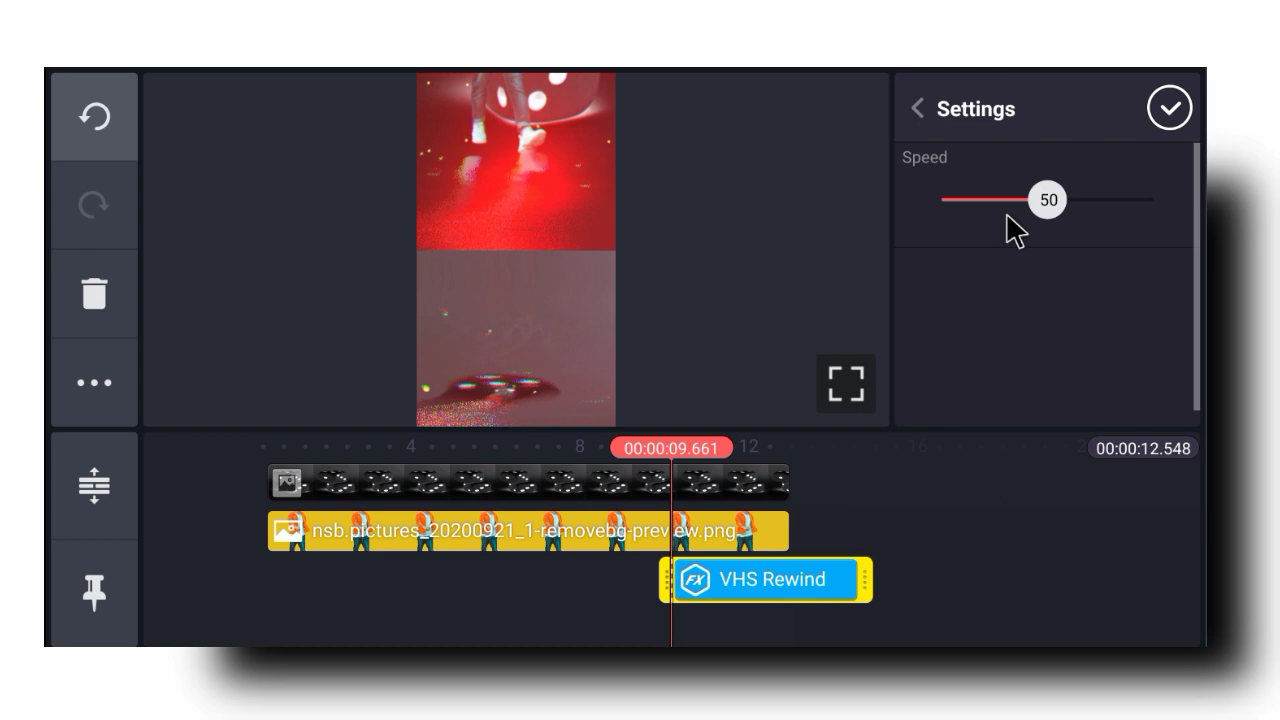 Settings
Speed
50
4
8
00:00:09.661
12
16
00:00:12.548
nsb.pictures_20200921_1-removebg-preview.png
FX VHS Rewind